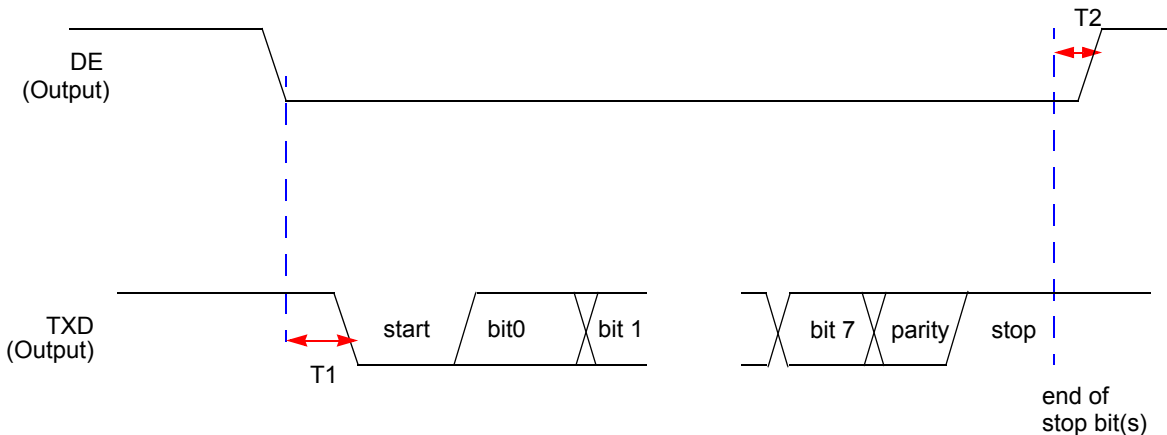 T2
DE
(Output)
TXD
(Output)
start
bit0
bit 1
bit 7
parity
stop
T1
end of
stop bit(s)